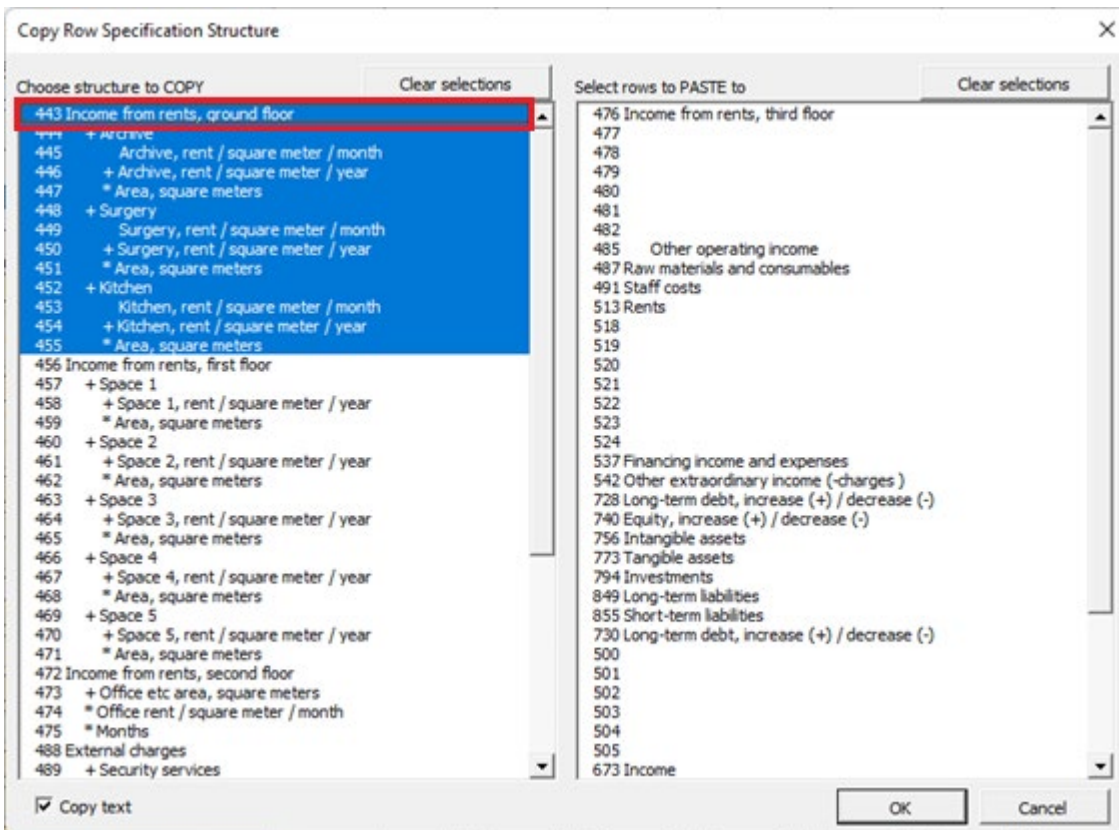 Copy Row Specification Structure
Choose structure to COPY
Clear selections
443 Income from rents, ground floor
444 + Archive
445 Archive, rent / square meter / month
446 + Archive, rent / square meter / year
447 * Area, square meters
448 + Surgery
449 Surgery, rent / square meter / month
450 + Surgery, rent / square meter / year
451 * Area, square meters
452 + Kitchen
453 Kitchen, rent / square meter / month
454 + Kitchen, rent / square meter / year
455 * Area, square meters
456 Income from rents, first floor
457 + Space 1
458 + Space 1, rent / square meter / year
459 * Area, square meters
460 + Space 2
461 + Space 2, rent / square meter / year
462 * Area, square meters
463 + Space 3
464 + Space 3, rent / square meter / year
465 * Area, square meters
466 + Space 4
467 + Space 4, rent / square meter / year
468 * Area, square meters
469 + Space 5
470 + Space 5, rent / square meter / year
471 * Area, square meters
472 Income from rents, second floor
473 + Office etc area, square meters
474 * Office rent / square meter / month
475 * Months
488 External charges
489 + Security services
Copy text
Select rows to PASTE to
Clear selections
476 Income from rents, third floor
477
478
479
480
481
482
485 Other operating income
487 Raw materials and consumables
491 Staff costs
513 Rents
518
519
520
521
522
523
524
537 Financing income and expenses
542 Other extraordinary income (-charges )
728 Long-term debt, increase (+) / decrease (-)
740 Equity, increase (+) / decrease (-)
756 Intangible assets
773 Tangible assets
794 Investments
849 Long-term liabilities
855 Short-term liabilities
730 Long-term debt, increase (+) / decrease (-)
500
501
502
503
504
505
673 Income
OK
Cancel